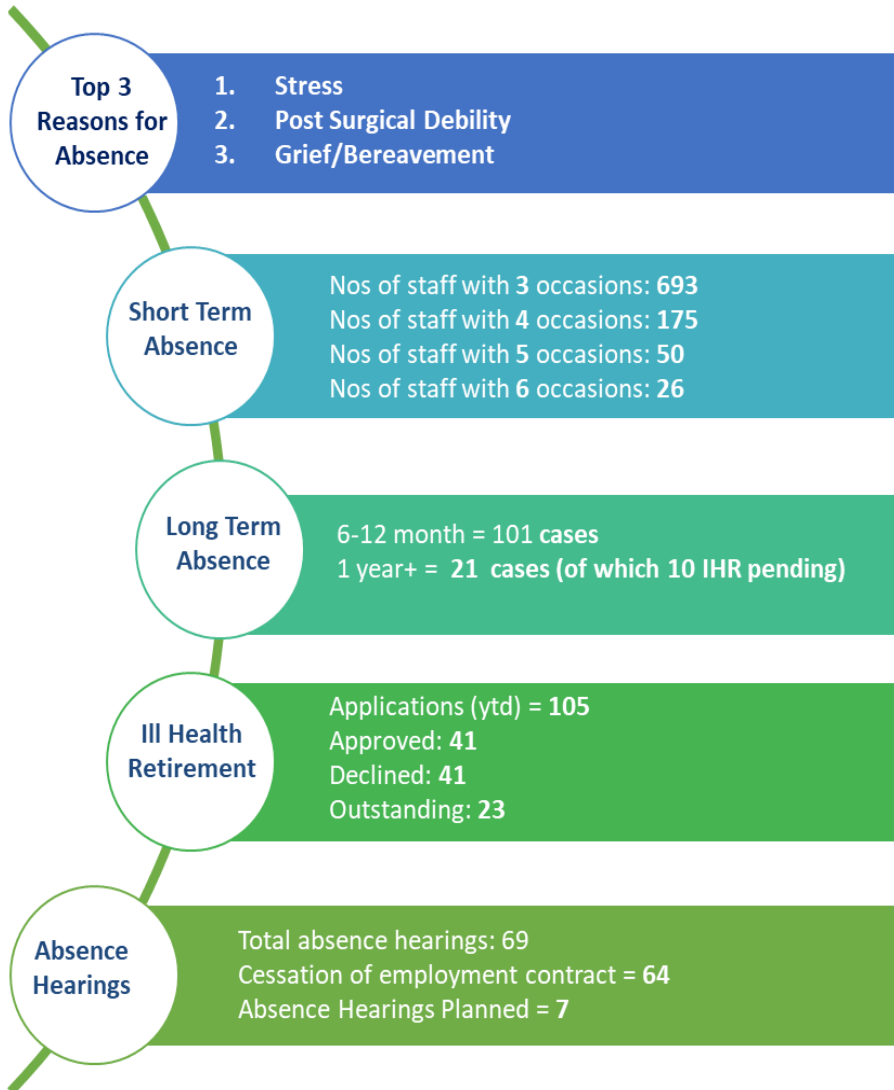 Top 3
Reasons for
Absence
1. Stress
2. Post Surgical Debility
3. Grief/Bereavement
Short Term
Absence
Nos of staff with 3 occasions: 693
Nos of staff with 4 occasions: 175
Nos of staff with 5 occasions: 50
Nos of staff with 6 occasions: 26
Long Term
Absence
6-12 month = 101 cases
1 year+ = 21 cases (of which 10 IHR pending)
Ill Health
Retirement
Applications (ytd) = 105
Approved: 41
Declined: 41
Outstanding: 23
Absence
Hearings
Total absence hearings: 69
Cessation of employment contract = 64
Absence Hearings Planned = 7